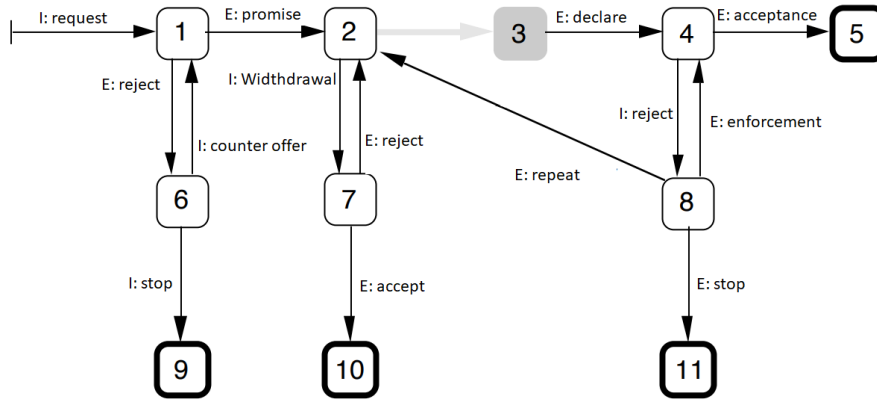 I: request
1
E: promise
2
3
E: declare
4
E: acceptance
5
E: reject
I: counter offer
I: Widthdrawal
E: reject
I: reject
E: enforcement
E: repeat
6
7
8
I: stop
E: accept
E: stop
9
10
11